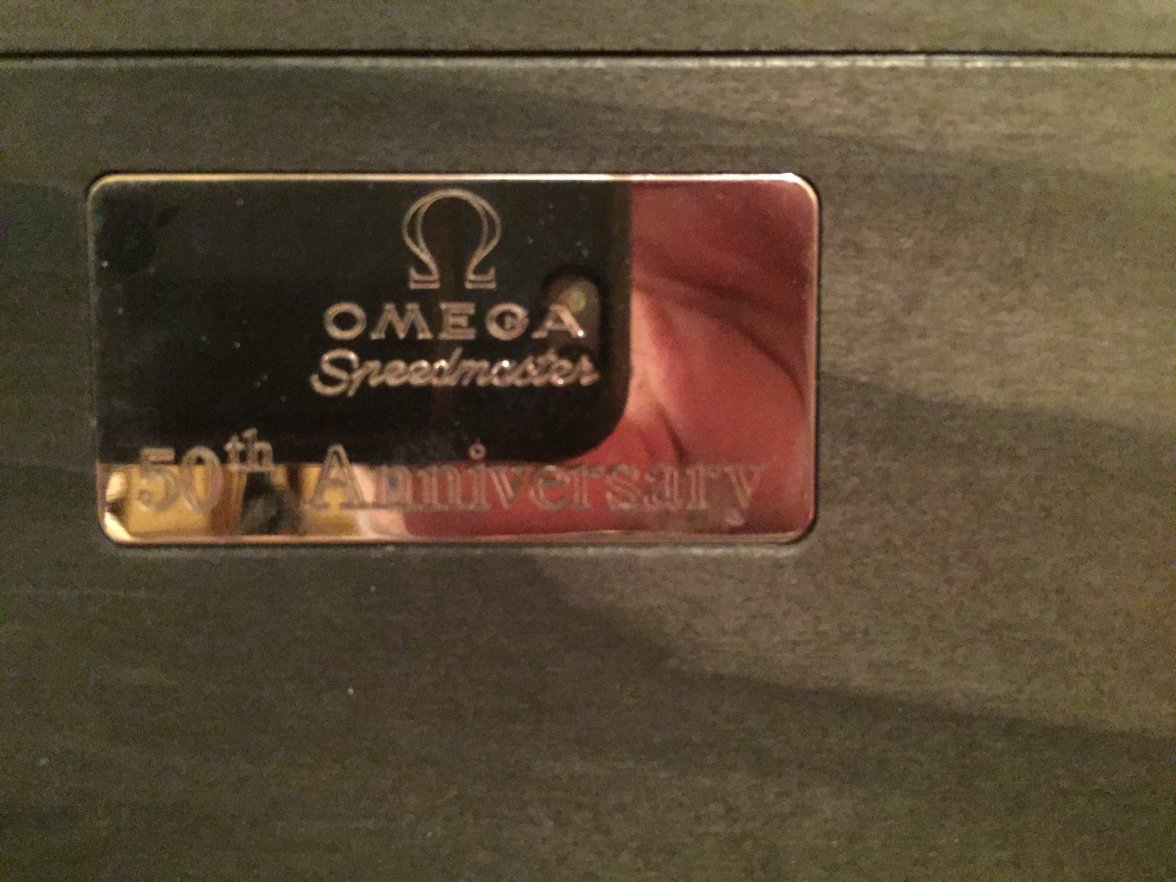 Ω
OMEGA
Speedmaster
50th Anniversary